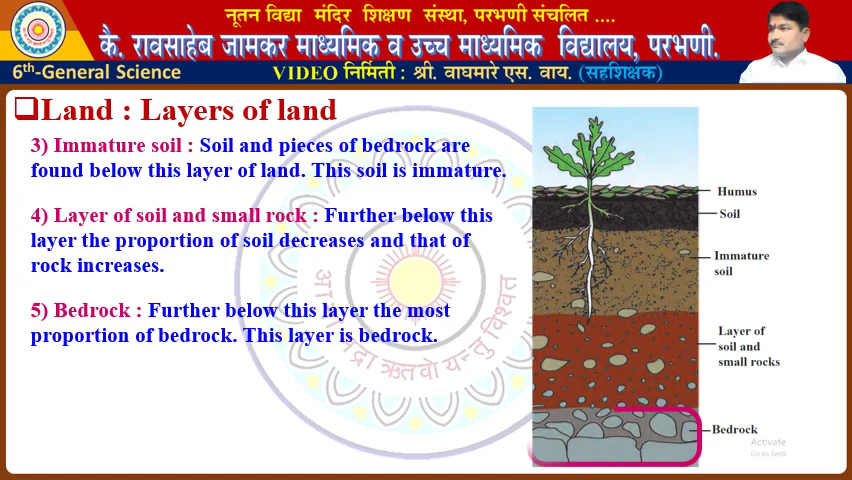 नूतन विद्या मंदिर शिक्षण संस्था, परभणी संचलित ....
कै. रावसाहेब जामकर माध्यमिक व उच्च माध्यमिक विद्यालय, परभणी.
6th-General Science
VIDEO निर्मिती : श्री. वाघमारे एस. वाय. (सहशिक्षक)
Land : Layers of land
3) Immature soil : Soil and pieces of bedrock are
found below this layer of land. This soil is immature.
4) Layer of soil and small rock : Further below this
layer the proportion of soil decreases and that of
rock increases.
5) Bedrock : Further below this layer the most
proportion of bedrock. This layer is bedrock.
Humus
Soil
Immature
soil
Layer of
soil and
small rocks
Bedrock
Activate
Go to Setti